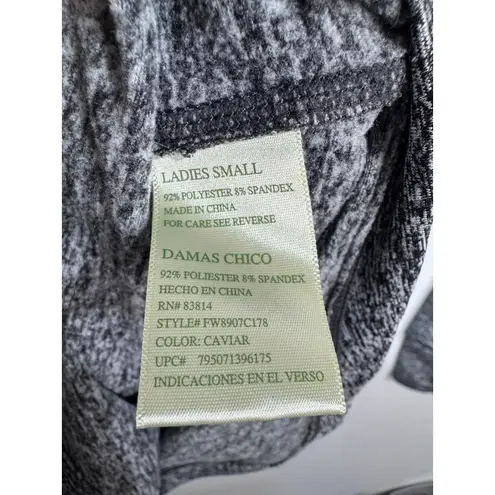 LADIES SMALL
92% POLYESTER 8% SPANDEX
MADE IN CHINA
FOR CARE SEE REVERSE
DAMAS CHICO
92% POLIESTER 8% SPANDEX
HECHO EN CHINA
RN# 83814
STYLE# FW8907C178
COLOR: CAVIAR
UPC# 795071396175
INDICACIONES EN EL VERSO